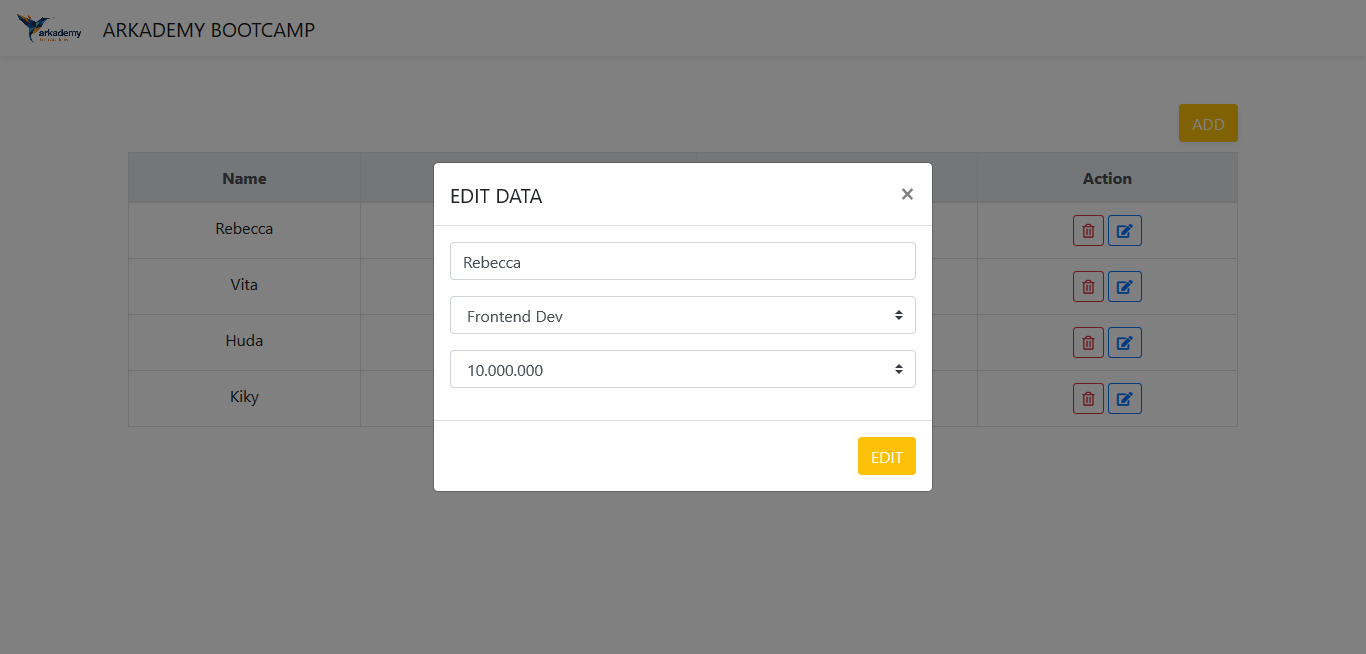 arkademy
ARKADEMY BOOTCAMP
ADD
Name
Action
Rebecca
Vita
Huda
Kiky
EDIT DATA
×
Rebecca
Frontend Dev
10.000.000
EDIT